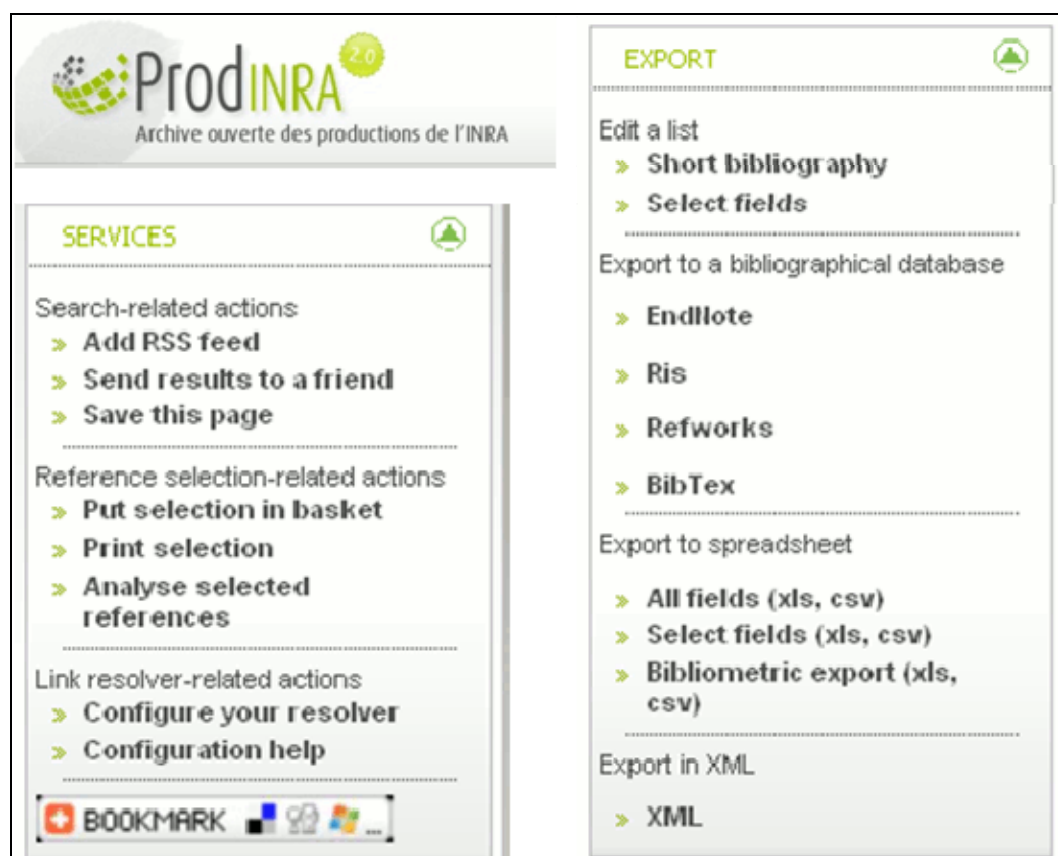 ProdINRA 2.0
Archive ouverte des productions de l'INRA
SERVICES
Search-related actions
» Add RSS feed
» Send results to a friend
» Save this page
Reference selection-related actions
» Put selection in basket
» Print selection
» Analyse selected
references
Link resolver-related actions
» Configure your resolver
» Configuration help
BOOKMARK ...
EXPORT
Edit a list
» Short bibliography
» Select fields
Export to a bibliographical database
» EndNote
» Ris
» Refworks
» BibTex
Export to spreadsheet
» All fields (xls, csv)
» Select fields (xls, csv)
» Bibliometric export (xls,
csv)
Export in XML
» XML